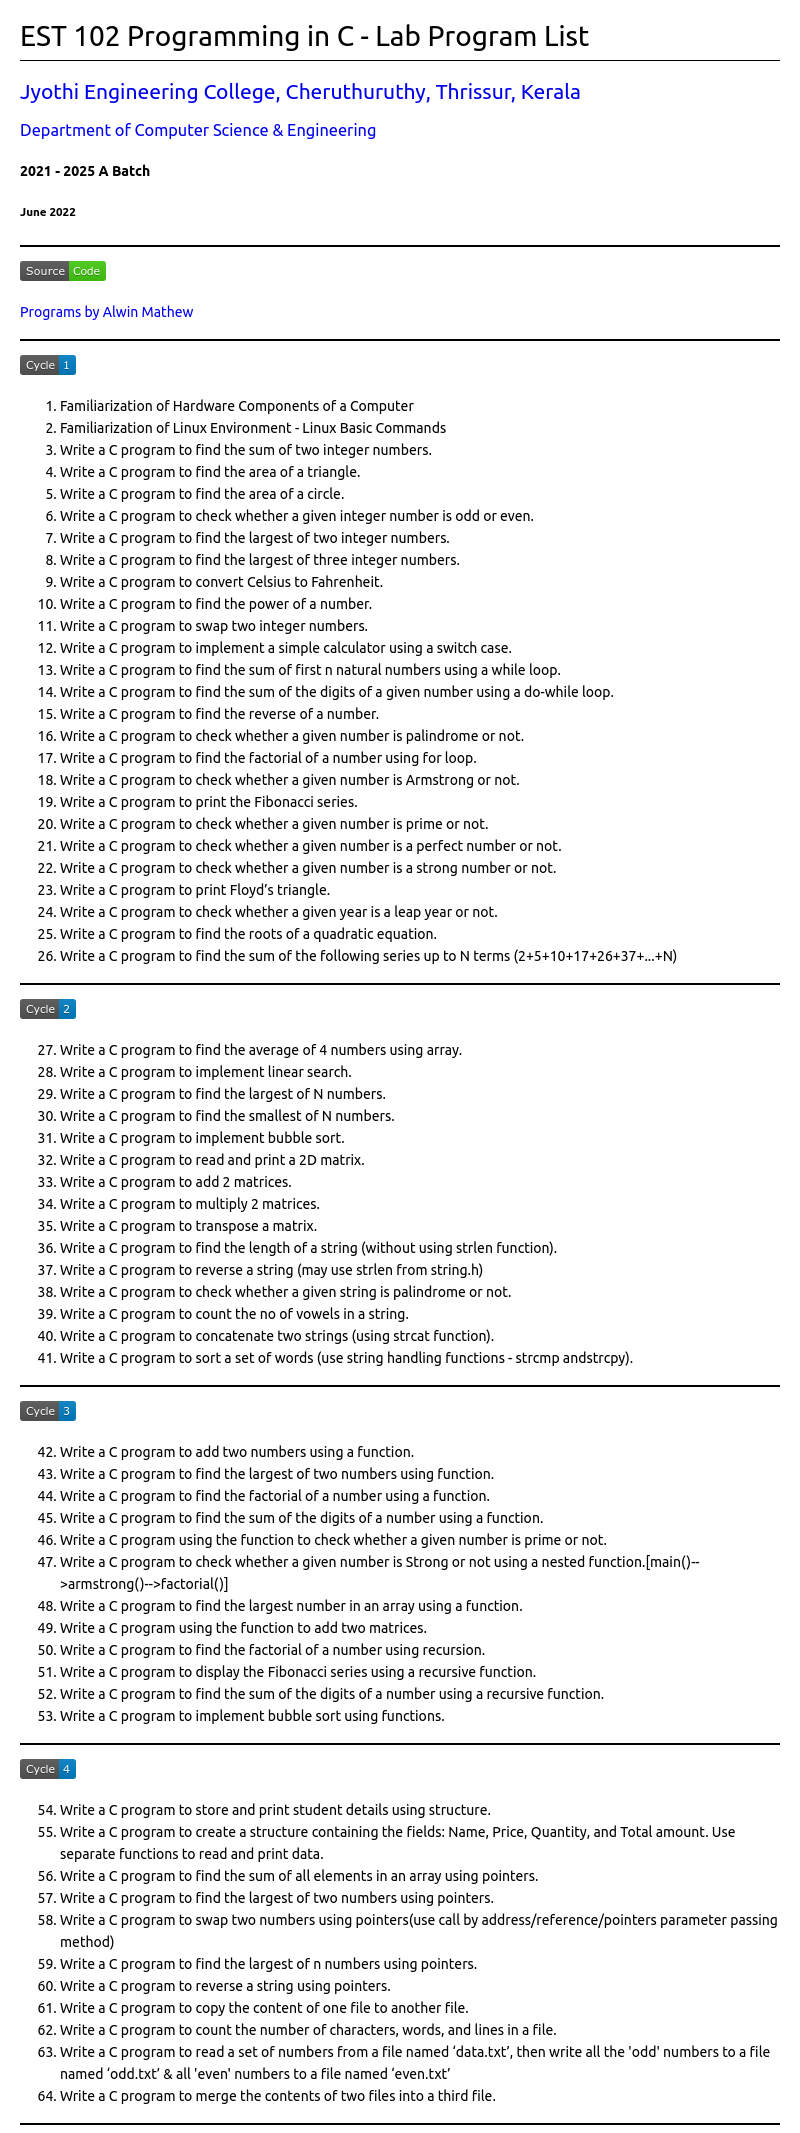 EST 102 Programming in C - Lab Program List
Jyothi Engineering College, Cheruthuruthy, Thrissur, Kerala
Department of Computer Science & Engineering
2021 - 2025 A Batch
June 2022
Source Code
Programs by Alwin Mathew
Cycle 1
1. Familiarization of Hardware Components of a Computer
2. Familiarization of Linux Environment - Linux Basic Commands
3. Write a C program to find the sum of two integer numbers.
4. Write a C program to find the area of a triangle.
5. Write a C program to find the area of a circle.
6. Write a C program to check whether a given integer number is odd or even.
7. Write a C program to find the largest of two integer numbers.
8. Write a C program to find the largest of three integer numbers.
9. Write a C program to convert Celsius to Fahrenheit.
10. Write a C program to find the power of a number.
11. Write a C program to swap two integer numbers.
12. Write a C program to implement a simple calculator using a switch case.
13. Write a C program to find the sum of first n natural numbers using a while loop.
14. Write a C program to find the sum of the digits of a given number using a do-while loop.
15. Write a C program to find the reverse of a number.
16. Write a C program to check whether a given number is palindrome or not.
17. Write a C program to find the factorial of a number using for loop.
18. Write a C program to check whether a given number is Armstrong or not.
19. Write a C program to print the Fibonacci series.
20. Write a C program to check whether a given number is prime or not.
21. Write a C program to check whether a given number is a perfect number or not.
22. Write a C program to check whether a given number is a strong number or not.
23. Write a C program to print Floyd’s triangle.
24. Write a C program to check whether a given year is a leap year or not.
25. Write a C program to find the roots of a quadratic equation.
26. Write a C program to find the sum of the following series up to N terms (2+5+10+17+26+37+...+N)
Cycle 2
27. Write a C program to find the average of 4 numbers using array.
28. Write a C program to implement linear search.
29. Write a C program to find the largest of N numbers.
30. Write a C program to find the smallest of N numbers.
31. Write a C program to implement bubble sort.
32. Write a C program to read and print a 2D matrix.
33. Write a C program to add 2 matrices.
34. Write a C program to multiply 2 matrices.
35. Write a C program to transpose a matrix.
36. Write a C program to find the length of a string (without using strlen function).
37. Write a C program to reverse a string (may use strlen from string.h)
38. Write a C program to check whether a given string is palindrome or not.
39. Write a C program to count the no of vowels in a string.
40. Write a C program to concatenate two strings (using strcat function).
41. Write a C program to sort a set of words (use string handling functions - strcmp andstrcpy).
Cycle 3
42. Write a C program to add two numbers using a function.
43. Write a C program to find the largest of two numbers using function.
44. Write a C program to find the factorial of a number using a function.
45. Write a C program to find the sum of the digits of a number using a function.
46. Write a C program using the function to check whether a given number is prime or not.
47. Write a C program to check whether a given number is Strong or not using a nested function.[main()--
>armstrong()-->factorial()]
48. Write a C program to find the largest number in an array using a function.
49. Write a C program using the function to add two matrices.
50. Write a C program to find the factorial of a number using recursion.
51. Write a C program to display the Fibonacci series using a recursive function.
52. Write a C program to find the sum of the digits of a number using a recursive function.
53. Write a C program to implement bubble sort using functions.
Cycle 4
54. Write a C program to store and print student details using structure.
55. Write a C program to create a structure containing the fields: Name, Price, Quantity, and Total amount. Use
separate functions to read and print data.
56. Write a C program to find the sum of all elements in an array using pointers.
57. Write a C program to find the largest of two numbers using pointers.
58. Write a C program to swap two numbers using pointers(use call by address/reference/pointers parameter passing
method)
59. Write a C program to find the largest of n numbers using pointers.
60. Write a C program to reverse a string using pointers.
61. Write a C program to copy the content of one file to another file.
62. Write a C program to count the number of characters, words, and lines in a file.
63. Write a C program to read a set of numbers from a file named ‘data.txt’, then write all the 'odd' numbers to a file
named ‘odd.txt’ & all 'even' numbers to a file named ‘even.txt’
64. Write a C program to merge the contents of two files into a third file.